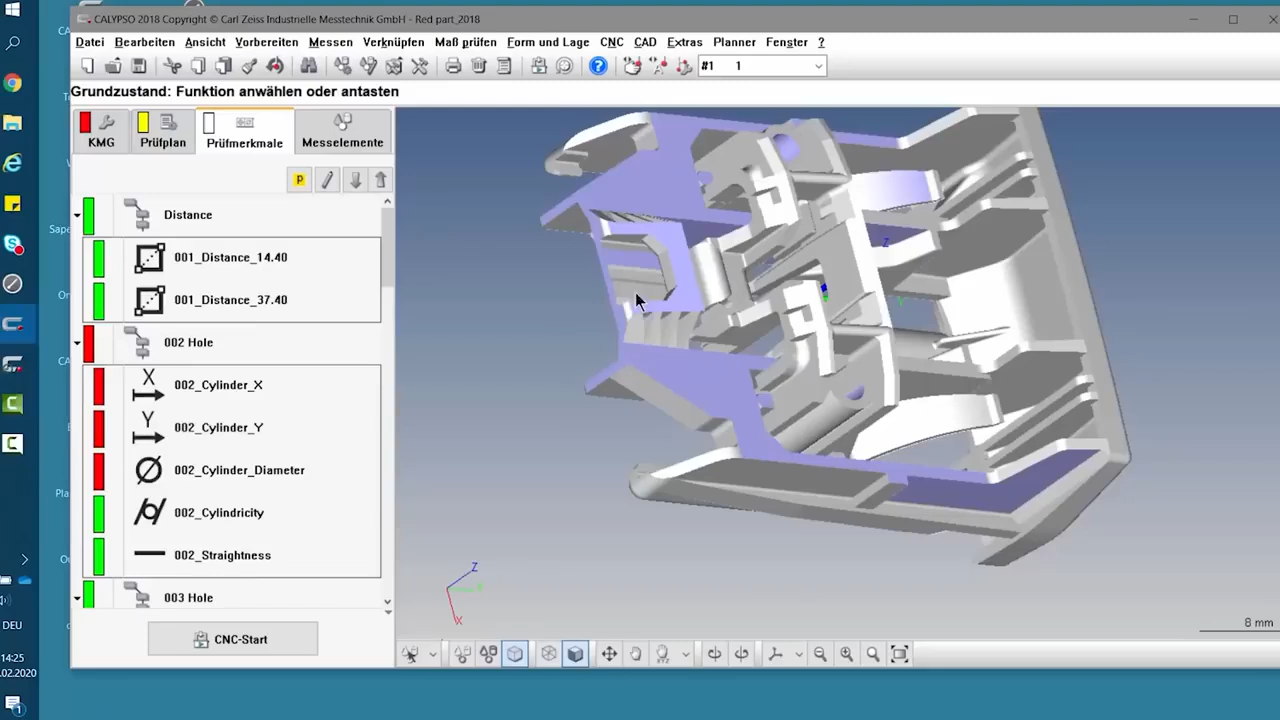 CALYPSO 2018 Copyright © Carl Zeiss Industrielle Messtechnik GmbH - Red part_2018
Datei Bearbeiten Ansicht Vorbereiten Messen Verknüpfen Maß prüfen Form und Lage CNC CAD Extras Planner Fenster ?
#1 1
Grundzustand: Funktion anwählen oder antasten
KMG Prüfplan Prüfmerkmale Messelemente
P
Distance
001_Distance_14.40
001_Distance_37.40
002 Hole
X 002_Cylinder_X
Y 002_Cylinder_Y
002_Cylinder_Diameter
002_Cylindricity
002_Straightness
003 Hole
CNC-Start
Z
Y
Z
X
8 mm
DEU
14:25
.02.2020
1